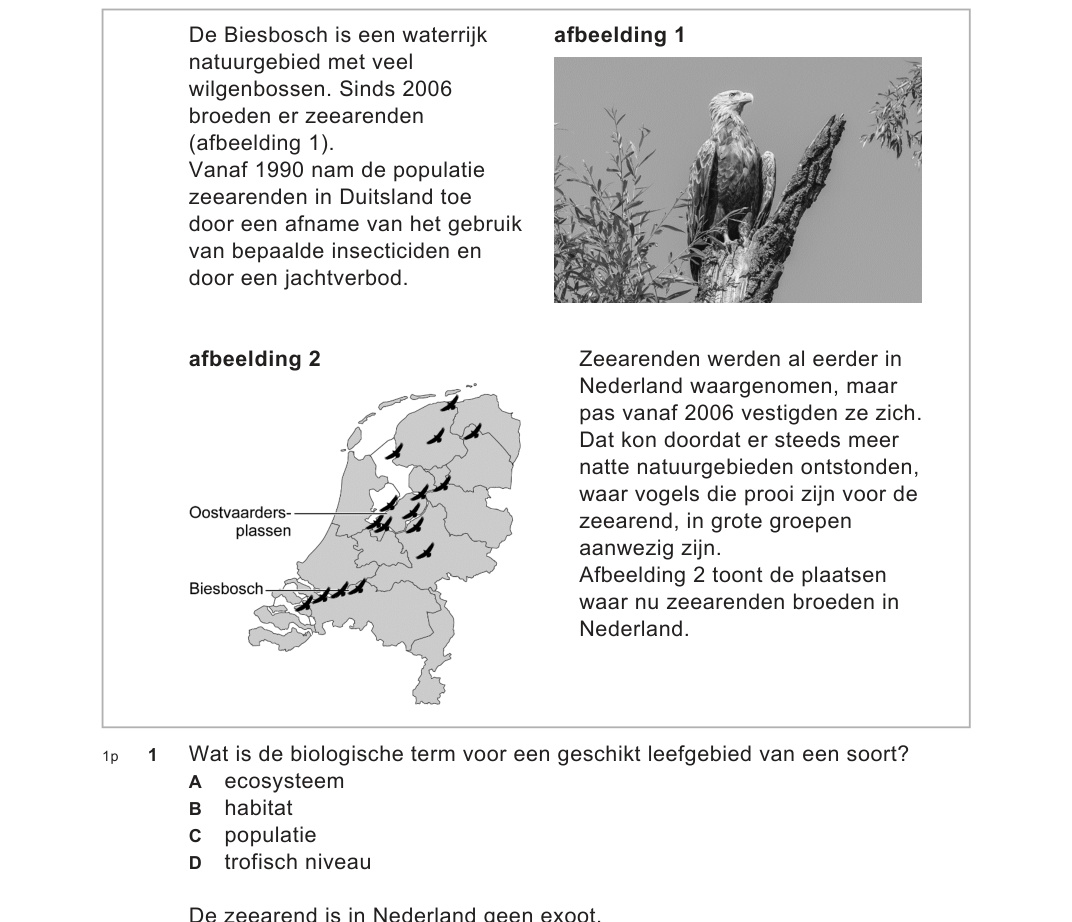 De Biesbosch is een waterrijk
natuurgebied met veel
wilgenbossen. Sinds 2006
broeden er zeearenden
(afbeelding 1).
Vanaf 1990 nam de populatie
zeearenden in Duitsland toe
door een afname van het gebruik
van bepaalde insecticiden en
door een jachtverbod.
afbeelding 1
afbeelding 2
Oostvaarders-
plassen
Biesbosch
Zeearenden werden al eerder in
Nederland waargenomen, maar
pas vanaf 2006 vestigden ze zich.
Dat kon doordat er steeds meer
natte natuurgebieden ontstonden,
waar vogels die prooi zijn voor de
zeearend, in grote groepen
aanwezig zijn.
Afbeelding 2 toont de plaatsen
waar nu zeearenden broeden in
Nederland.
1p 1 Wat is de biologische term voor een geschikt leefgebied van een soort?
A ecosysteem
B habitat
C populatie
D trofisch niveau
De zeearend is in Nederland geen exoot.